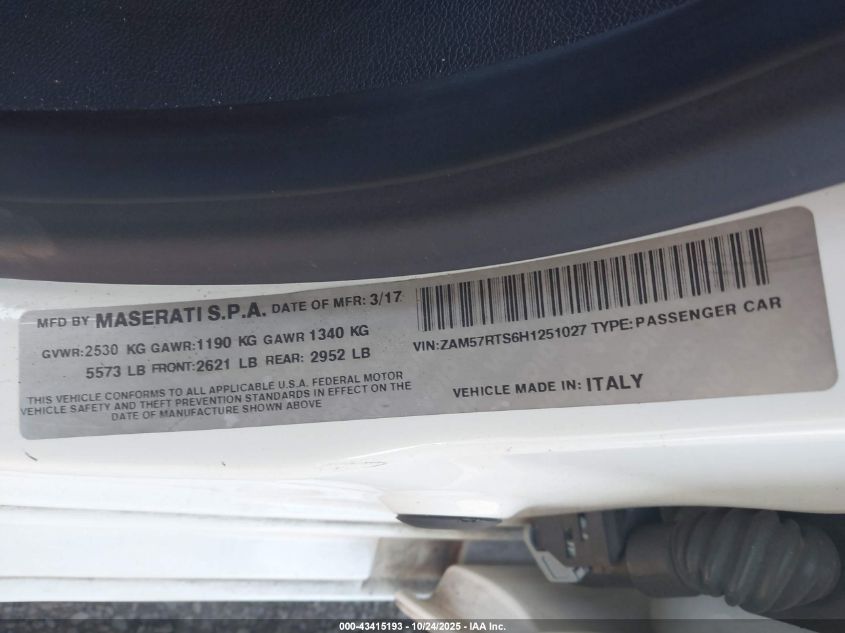 MFD BY MASERATI S.P.A. DATE OF MFR: 3/17
GVWR:2530 KG GAWR:1190 KG GAWR 1340 KG
5573 LB FRONT:2621 LB REAR: 2952 LB
THIS VEHICLE CONFORMS TO ALL APPLICABLE U.S.A. FEDERAL MOTOR
VEHICLE SAFETY AND THEFT PREVENTION STANDARDS IN EFFECT ON THE
DATE OF MANUFACTURE SHOWN ABOVE
VIN:ZAM57RTS6H1251027 TYPE:PASSENGER CAR
VEHICLE MADE IN: ITALY
000-43415193 - 10/24/2025 - IAA Inc.